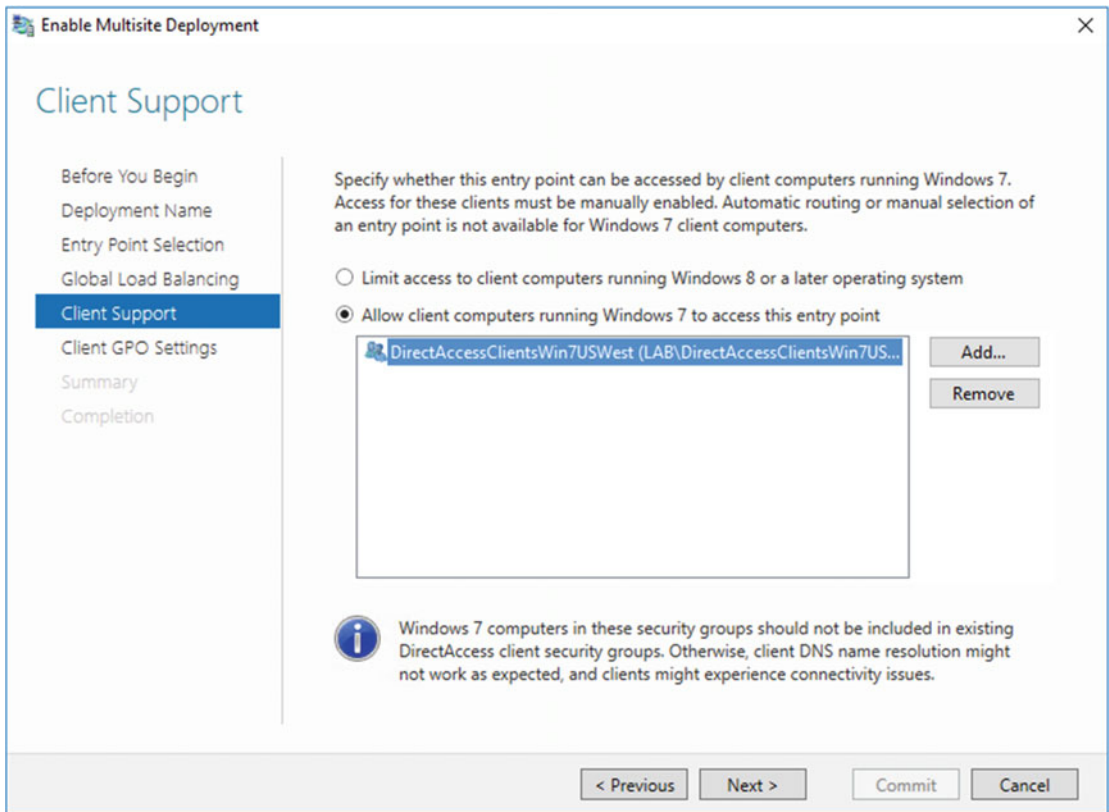 Enable Multisite Deployment
Client Support
Before You Begin
Deployment Name
Entry Point Selection
Global Load Balancing
Client Support
Client GPO Settings
Summary
Completion
Specify whether this entry point can be accessed by client computers running Windows 7.
Access for these clients must be manually enabled. Automatic routing or manual selection of
an entry point is not available for Windows 7 client computers.
Limit access to client computers running Windows 8 or a later operating system
Allow client computers running Windows 7 to access this entry point
DirectAccessClientsWin7USWest (LAB\DirectAccessClientsWin7US...
Add...
Remove
Windows 7 computers in these security groups should not be included in existing
DirectAccess client security groups. Otherwise, client DNS name resolution might
not work as expected, and clients might experience connectivity issues.
< Previous
Next >
Commit
Cancel